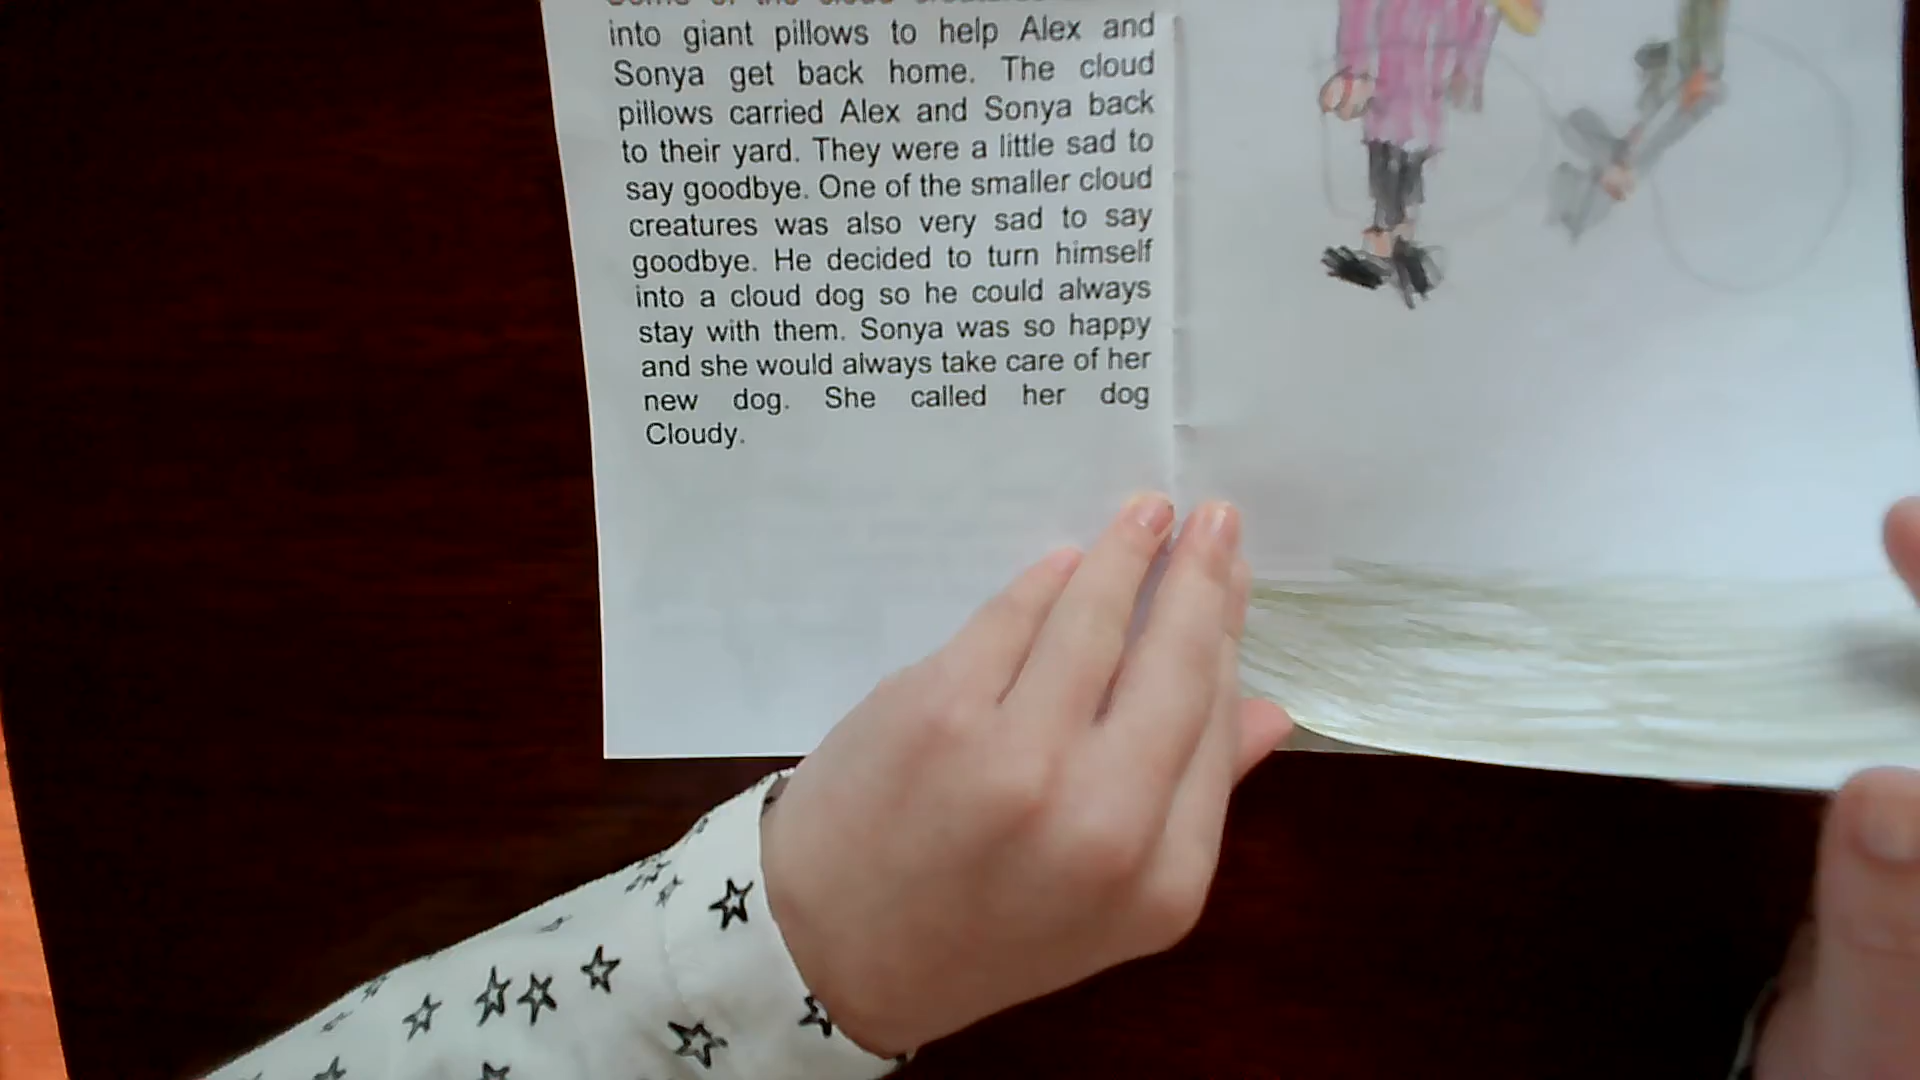 into giant pillows to help Alex and
Sonya get back home. The cloud
pillows carried Alex and Sonya back
to their yard. They were a little sad to
say goodbye. One of the smaller cloud
creatures was also very sad to say
goodbye. He decided to turn himself
into a cloud dog so he could always
stay with them. Sonya was so happy
and she would always take care of her
new dog. She called her dog
Cloudy.